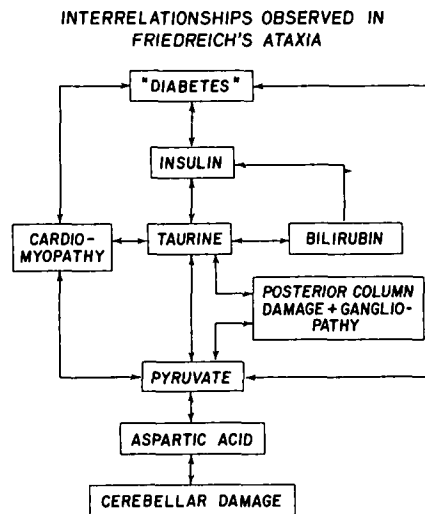 INTERRELATIONSHIPS OBSERVED IN
FRIEDREICH'S ATAXIA
"DIABETES"
INSULIN
CARDIO-
MYOPATHY
TAURINE
BILIRUBIN
POSTERIOR COLUMN
DAMAGE + GANGLIO-
PATHY
PYRUVATE
ASPARTIC ACID
CEREBELLAR DAMAGE